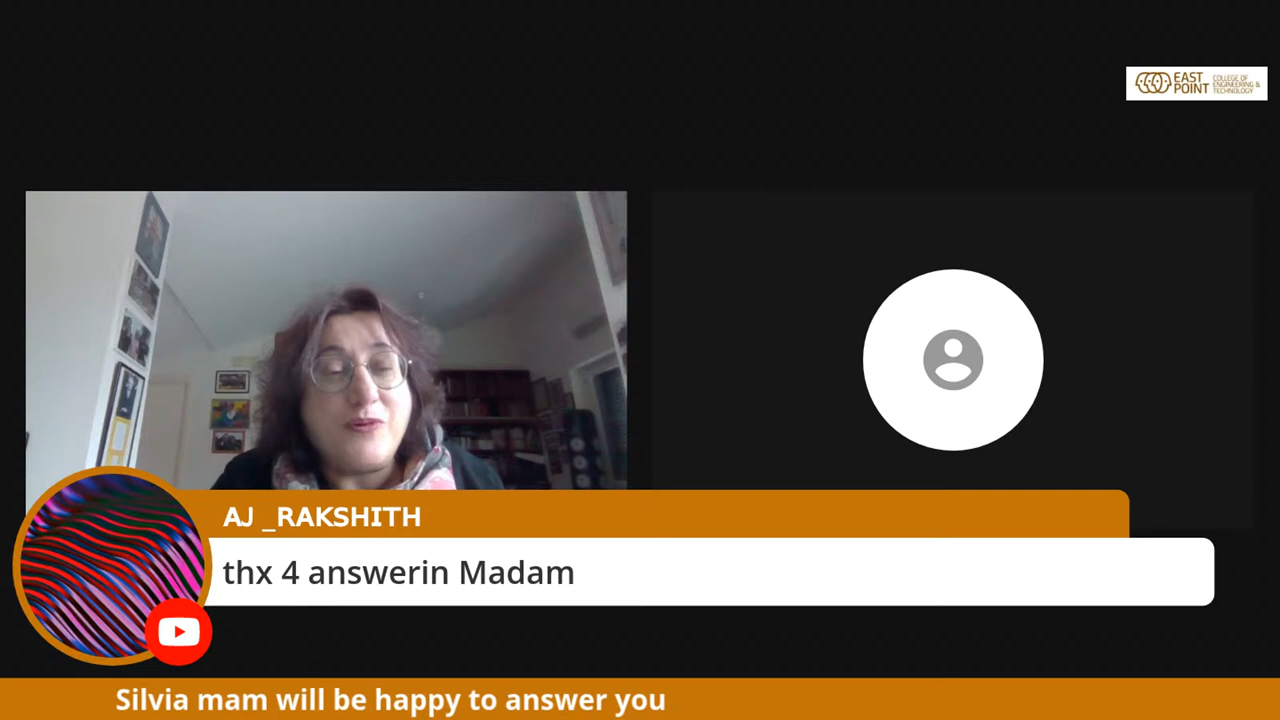 EAST POINT
COLLEGE OF
ENGINEERING &
TECHNOLOGY
AJ _RAKSHITH
thx 4 answerin Madam
Silvia mam will be happy to answer you